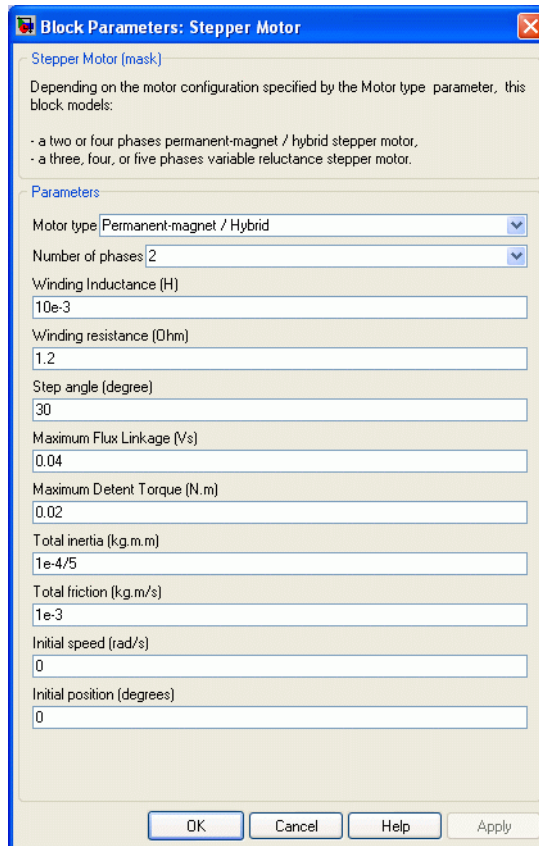 Block Parameters: Stepper Motor
Stepper Motor (mask)
Depending on the motor configuration specified by the Motor type parameter, this
block models:
- a two or four phases permanent-magnet / hybrid stepper motor,
- a three, four, or five phases variable reluctance stepper motor.
Parameters
Motor type Permanent-magnet / Hybrid
Number of phases 2
Winding Inductance (H)
10e-3
Winding resistance (Ohm)
1.2
Step angle (degree)
30
Maximum Flux Linkage (Vs)
0.04
Maximum Detent Torque (N.m)
0.02
Total inertia (kg.m.m)
1e-4/5
Total friction (kg.m/s)
1e-3
Initial speed (rad/s)
0
Initial position (degrees)
0
OK Cancel Help Apply